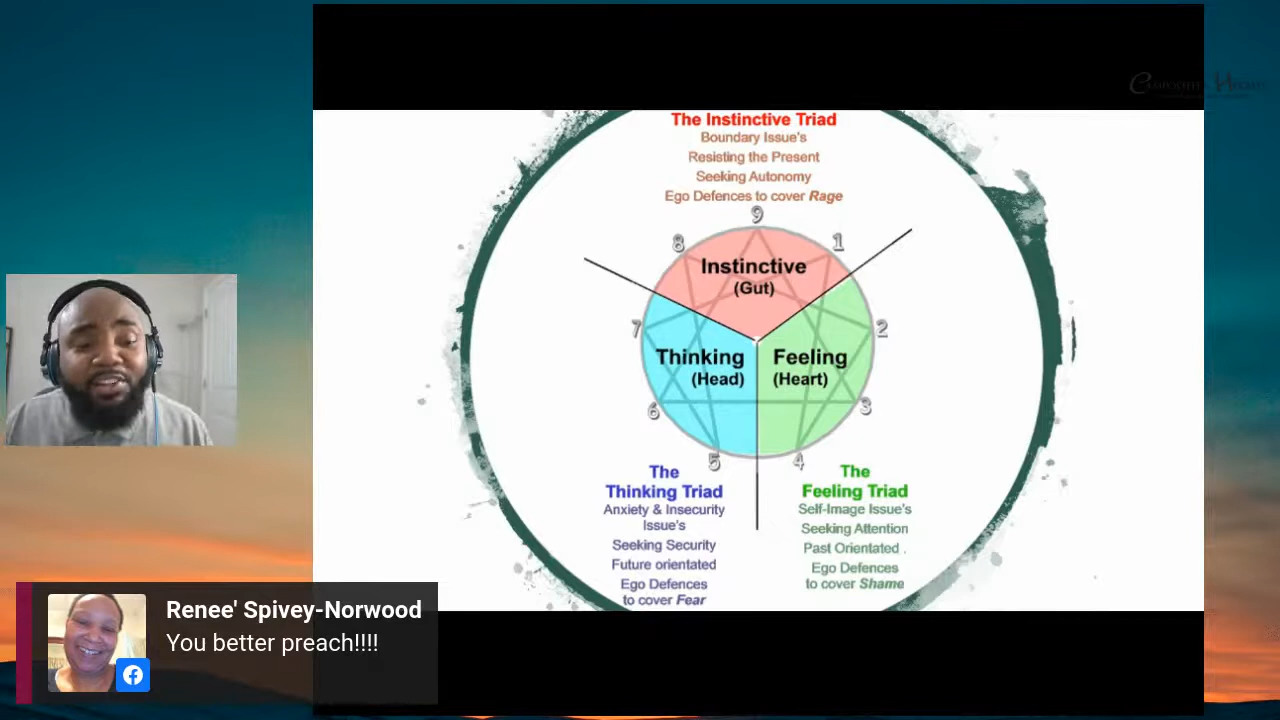 The Instinctive Triad
Boundary Issue's
Resisting the Present
Seeking Autonomy
Ego Defences to cover Rage
9
8
1
Instinctive
(Gut)
7
2
Thinking
(Head)
Feeling
(Heart)
6
3
5
4
The
Thinking Triad
Anxiety & Insecurity
Issue's
Seeking Security
Future orientated
Ego Defences
to cover Fear
The
Feeling Triad
Self-Image Issue's
Seeking Attention
Past Orientated .
Ego Defences
to cover Shame
Renee' Spivey-Norwood
You better preach!!!!